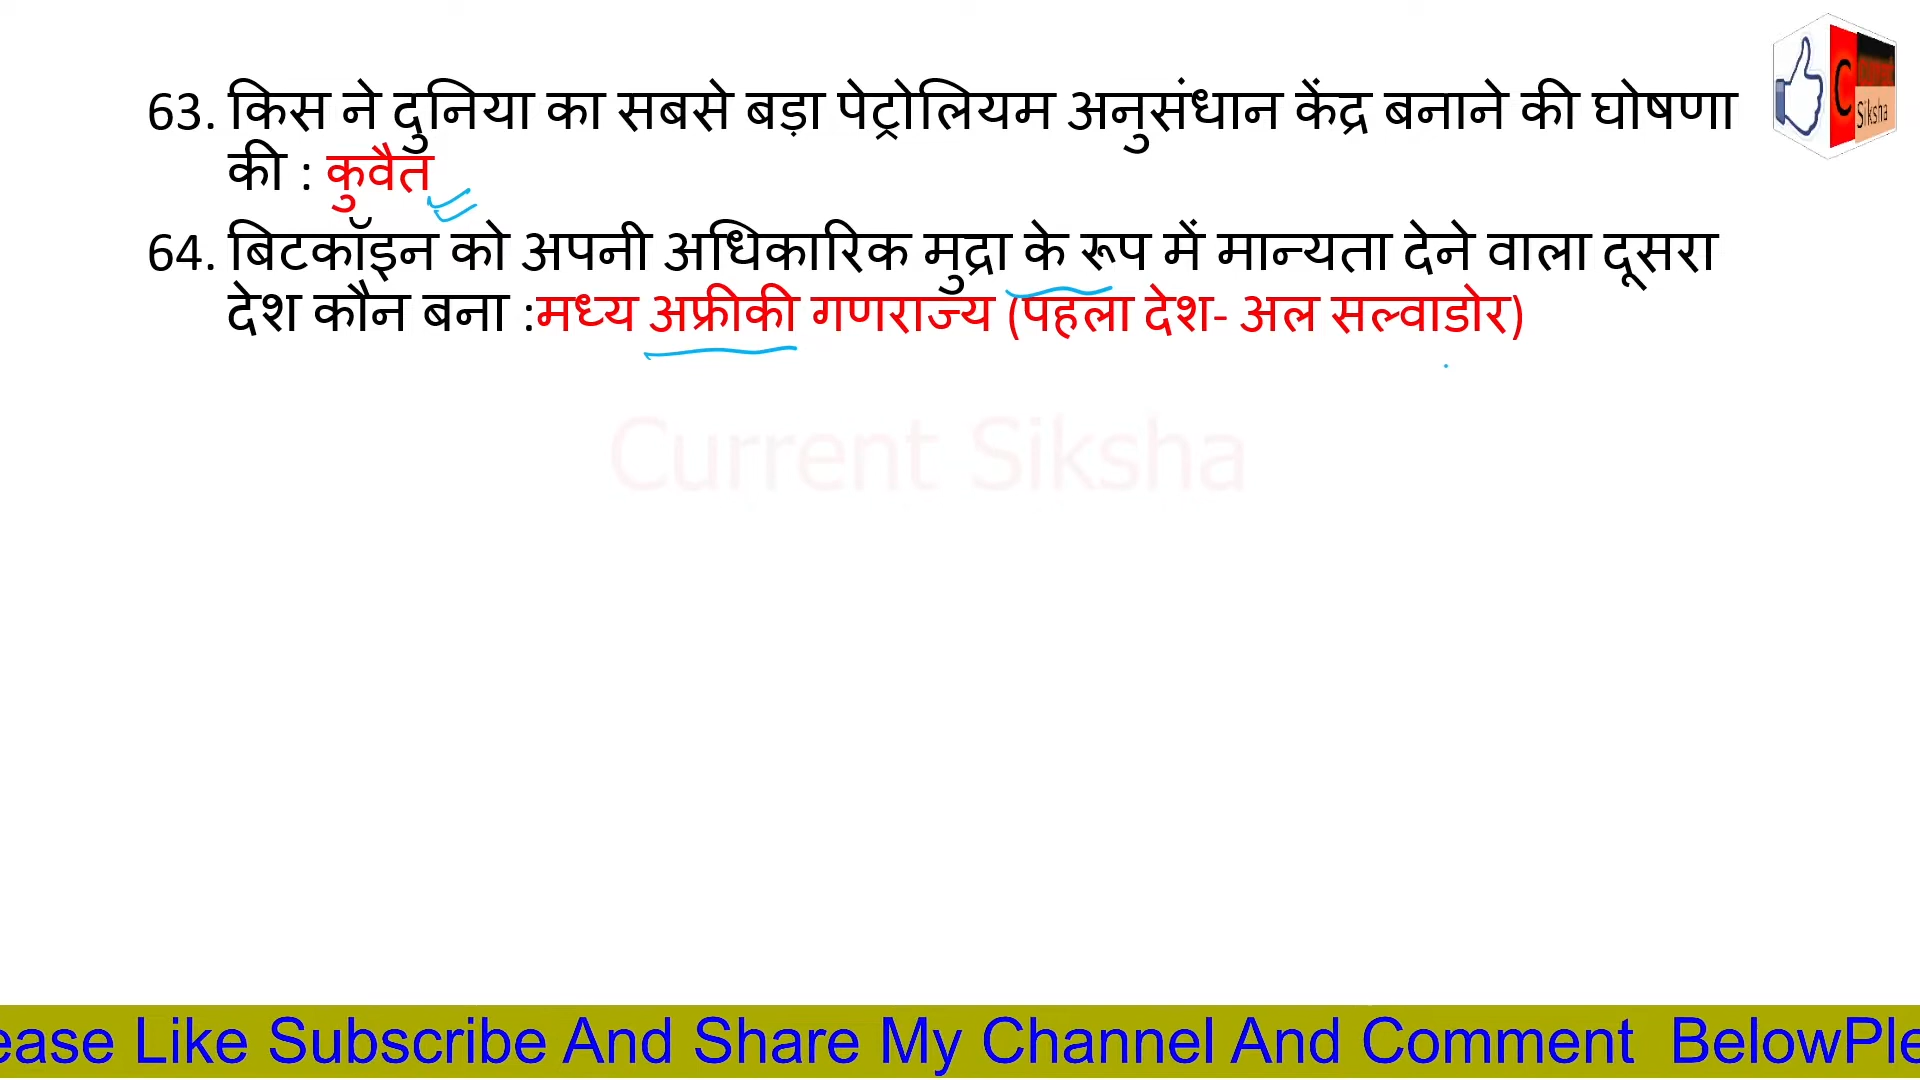 63. किस ने दुनिया का सबसे बड़ा पेट्रोलियम अनुसंधान केंद्र बनाने की घोषणा
की : कुवैत
64. बिटकॉइन को अपनी अधिकारिक मुद्रा के रूप में मान्यता देने वाला दूसरा
देश कौन बना :मध्य अफ्रीकी गणराज्य (पहला देश- अल सल्वाडोर)
Current Siksha
C
Siksha
ease Like Subscribe And Share My Channel And Comment BelowPle